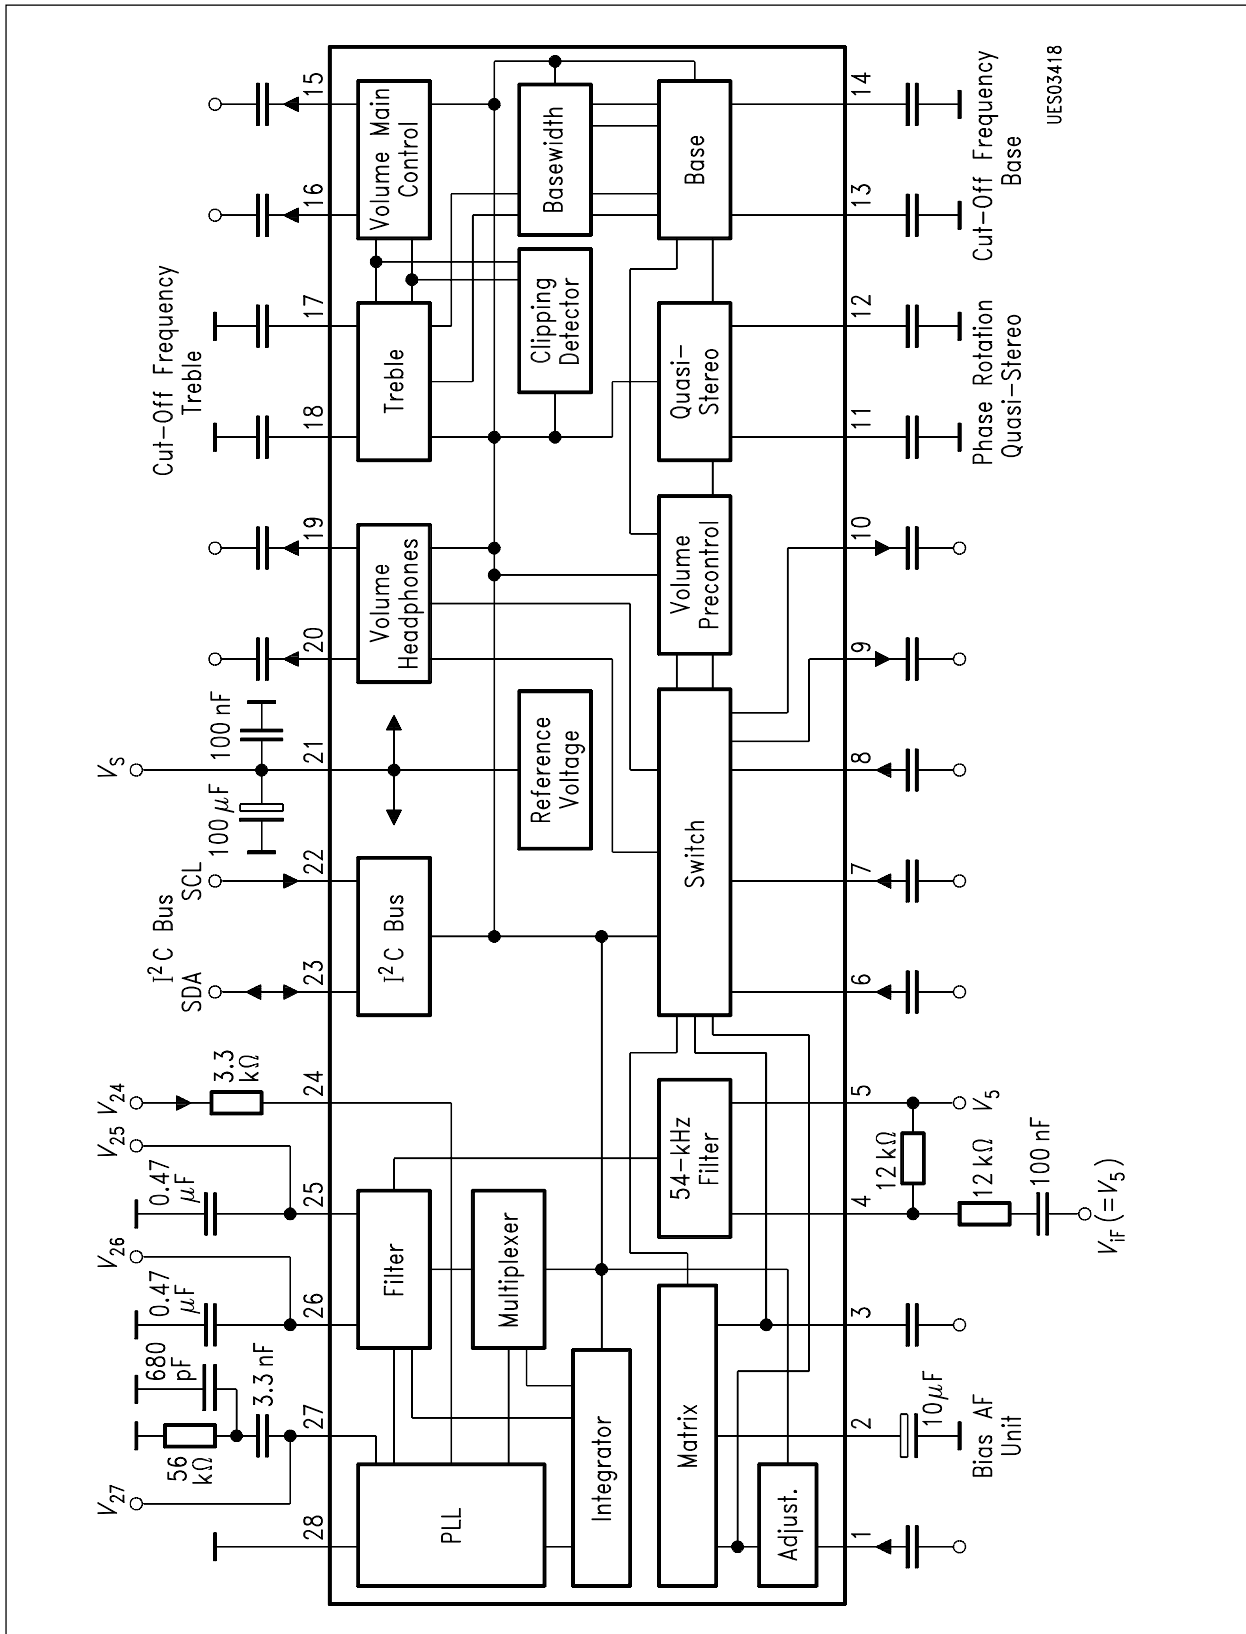 Cut-Off Frequency
Treble
I²C Bus
SDA
SCL
V27
V26
V25
V24
VS
56
kΩ
680
pF
3.3 nF
0.47
μF
0.47
μF
3.3
kΩ
100 μF
100 nF
28
27
26
25
24
23
22
21
20
19
18
17
16
15
PLL
Filter
Multiplexer
Integrator
I²C Bus
Reference
Voltage
Volume
Headphones
Treble
Clipping
Detector
Volume Main
Control
Basewidth
Matrix
Adjust.
54-kHz
Filter
Switch
Volume
Precontrol
Quasi-
Stereo
Base
1
2
3
4
5
6
7
8
9
10
11
12
13
14
10 μF
Bias AF
Unit
12 kΩ
12 kΩ
100 nF
V5
ViF (=V5)
Phase Rotation
Quasi-Stereo
Cut-Off Frequency
Base
UES03418